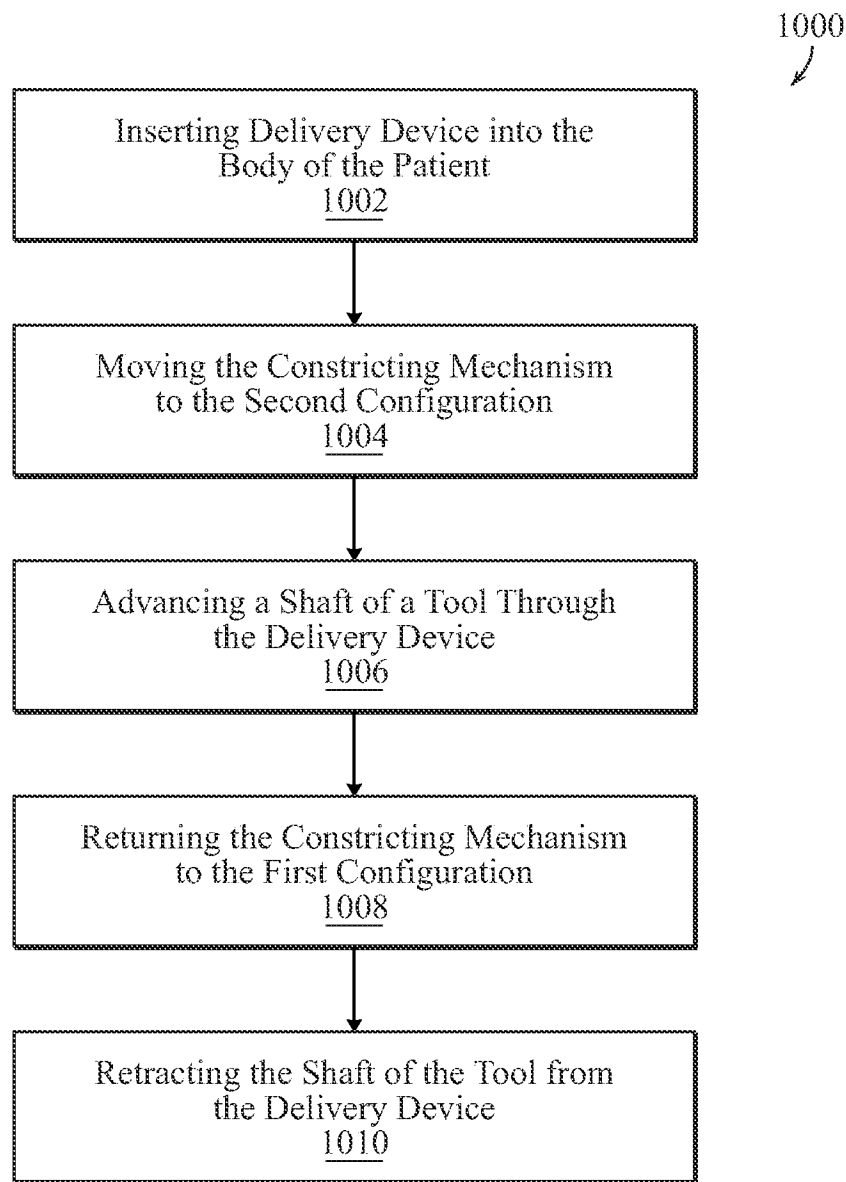 1000
Inserting Delivery Device into the
Body of the Patient
1002
Moving the Constricting Mechanism
to the Second Configuration
1004
Advancing a Shaft of a Tool Through
the Delivery Device
1006
Returning the Constricting Mechanism
to the First Configuration
1008
Retracting the Shaft of the Tool from
the Delivery Device
1010